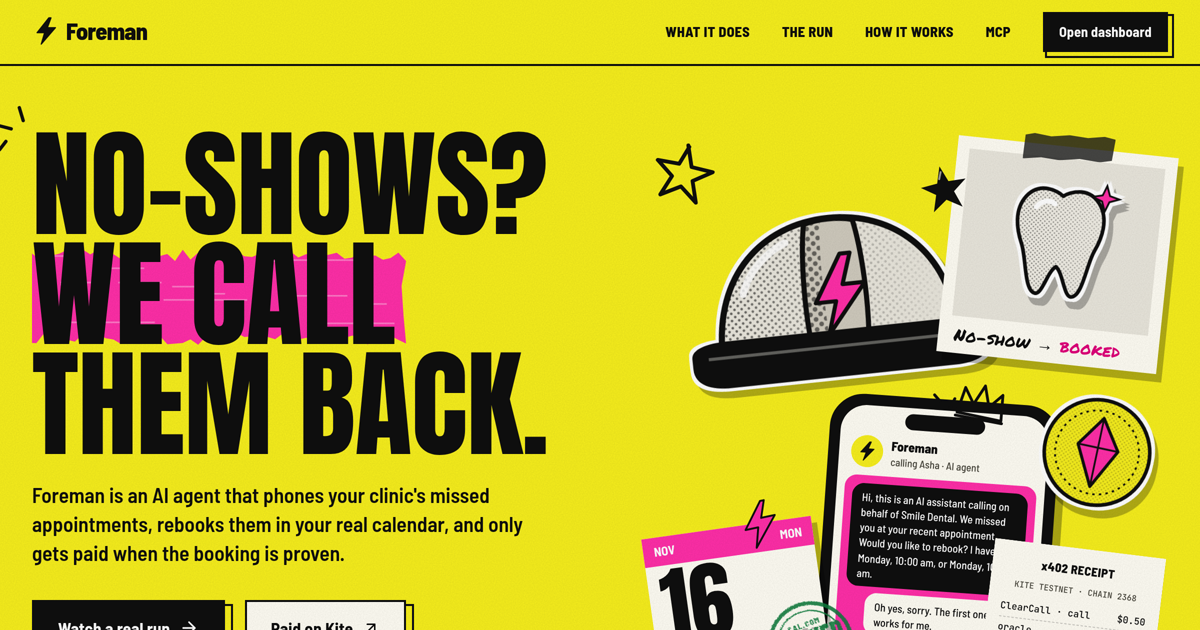 Foreman
WHAT IT DOES
THE RUN
HOW IT WORKS
MCP
Open dashboard
NO-SHOWS?
WE CALL
THEM BACK.
Foreman is an AI agent that phones your clinic's missed
appointments, rebooks them in your real calendar, and only
gets paid when the booking is proven.
Watch a real run →
Paid on Kite ↗
No-show → BOOKED
Foreman
calling Asha · AI agent
Hi, this is an AI assistant calling on
behalf of Smile Dental. We missed
you at your recent appointment.
Would you like to rebook? I have
Monday, 10:00 am, or Monday, 1
am.
Oh yes, sorry. The first one
works for me.
NOV
MON
16
x402 RECEIPT
KITE TESTNET · CHAIN 2368
ClearCall · call
$0.50
oracle